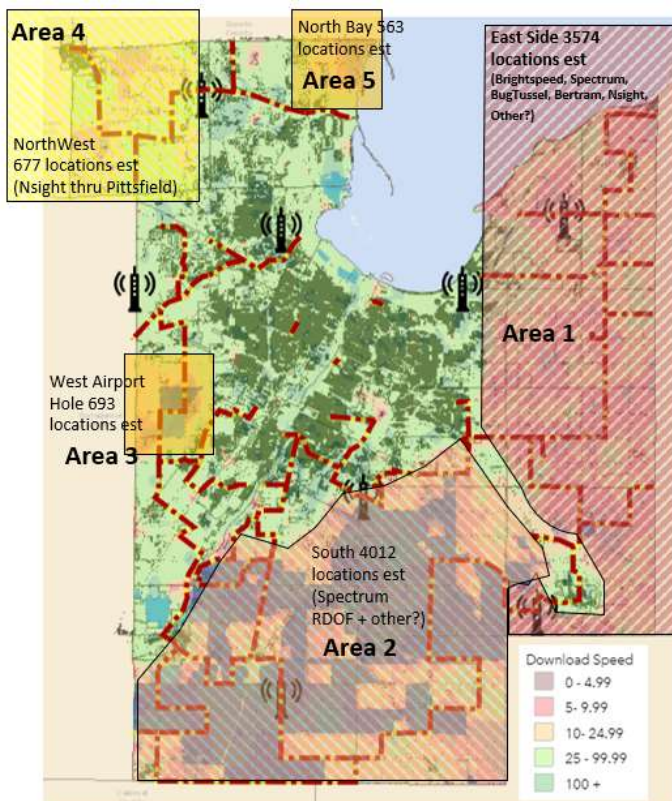 Area 4
NorthWest
677 locations est
(Nsight thru Pittsfield)
North Bay 563
locations est
Area 5
East Side 3574
locations est
(Brightspeed, Spectrum,
BugTussel, Bertram, Nsight,
Other?)
Area 1
West Airport
Hole 693
locations est
Area 3
South 4012
locations est
(Spectrum
RDOF + other?)
Area 2
Download Speed
0 - 4.99
5- 9.99
10- 24.99
25 - 99.99
100 +